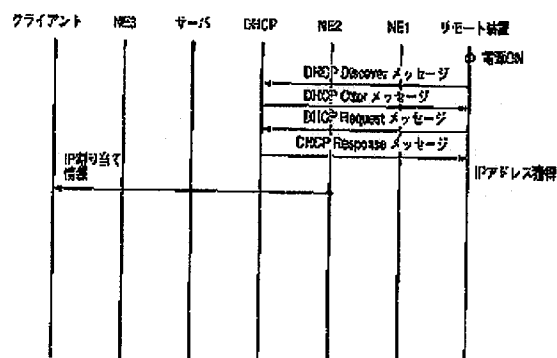 クライアント NE3 サーバ DHCP NE2 NE1 リモート装置
電源ON
DHCP Discover メッセージ
DHCP Offer メッセージ
DHCP Request メッセージ
DHCP Response メッセージ
IP割り当て
情報
IPアドレス獲得